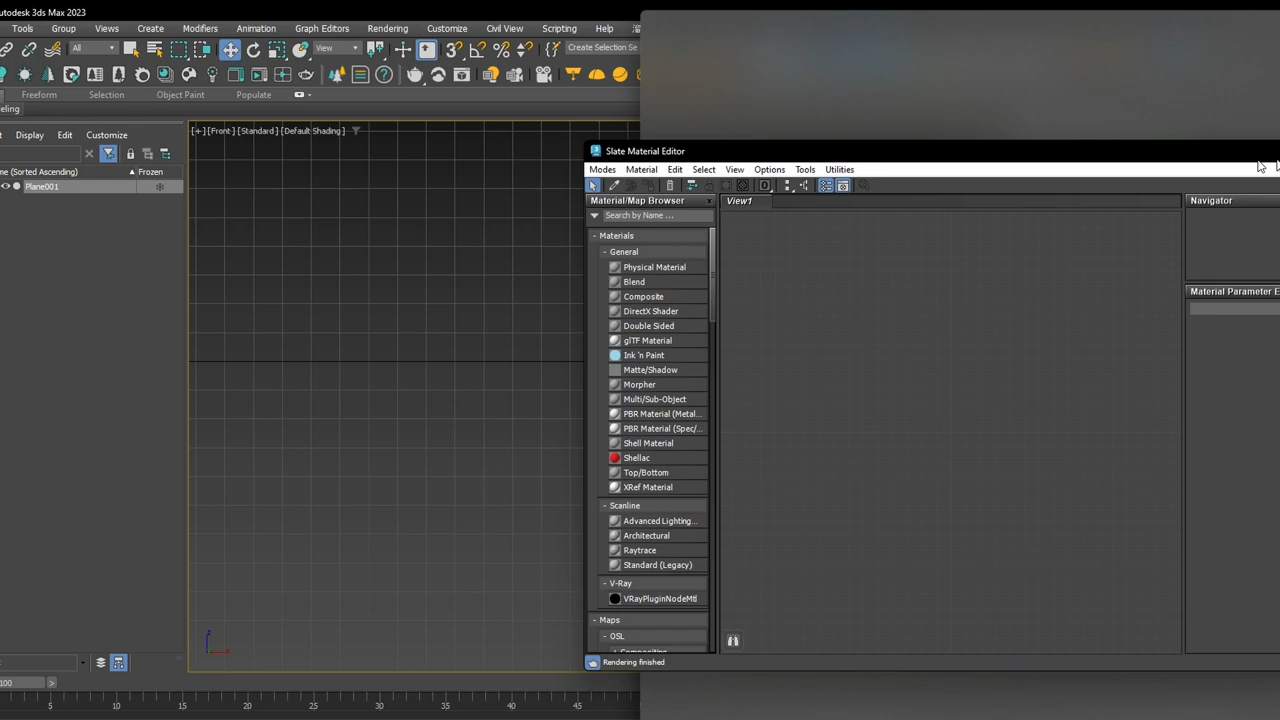 utodesk 3ds Max 2023
Tools Group Views Create Modifiers Animation Graph Editors Rendering Customize Civil View Scripting Help
All View Create Selection Se
Freeform Selection Object Paint Populate
eling
t Display Edit Customize
[+] [Front] [Standard] [Default Shading]
me (Sorted Ascending) ▲ Frozen
Plane001
100 >
10 15 20 25 30 35 40 45
Slate Material Editor
Modes Material Edit Select View Options Tools Utilities
Material/Map Browser
View1
Navigator
Search by Name ...
- Materials
- General
Physical Material
Blend
Material Parameter E
Composite
DirectX Shader
Double Sided
glTF Material
Ink 'n Paint
Matte/Shadow
Morpher
Multi/Sub-Object
PBR Material (Metal...
PBR Material (Spec/...
Shell Material
Shellac
Top/Bottom
XRef Material
- Scanline
Advanced Lighting...
Architectural
Raytrace
Standard (Legacy)
- V-Ray
VRayPluginNodeMtl
- Maps
- OSL
+ Compositing
Rendering finished